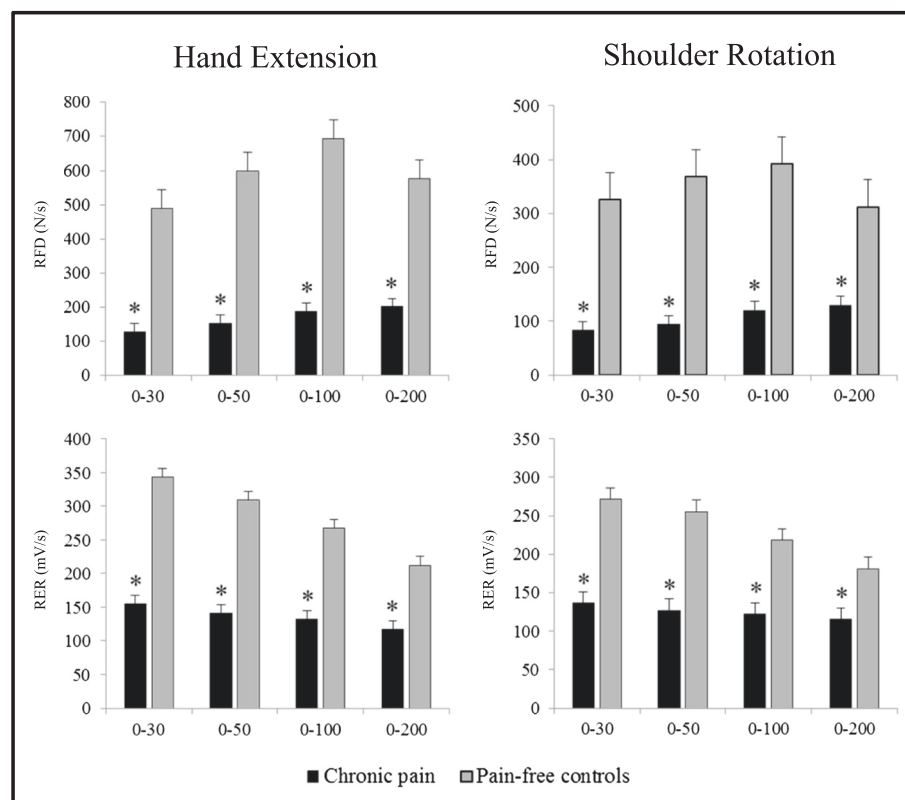 Hand Extension
Shoulder Rotation
RFD (N/s)
800
700
600
500
400
300
200
100
0
* * * *
0-30 0-50 0-100 0-200
RFD (N/s)
500
400
300
200
100
0
* * * *
0-30 0-50 0-100 0-200
RER (mV/s)
400
350
300
250
200
150
100
50
0
* * * *
0-30 0-50 0-100 0-200
RER (mV/s)
350
300
250
200
150
100
50
0
* * * *
0-30 0-50 0-100 0-200
Chronic pain Pain-free controls